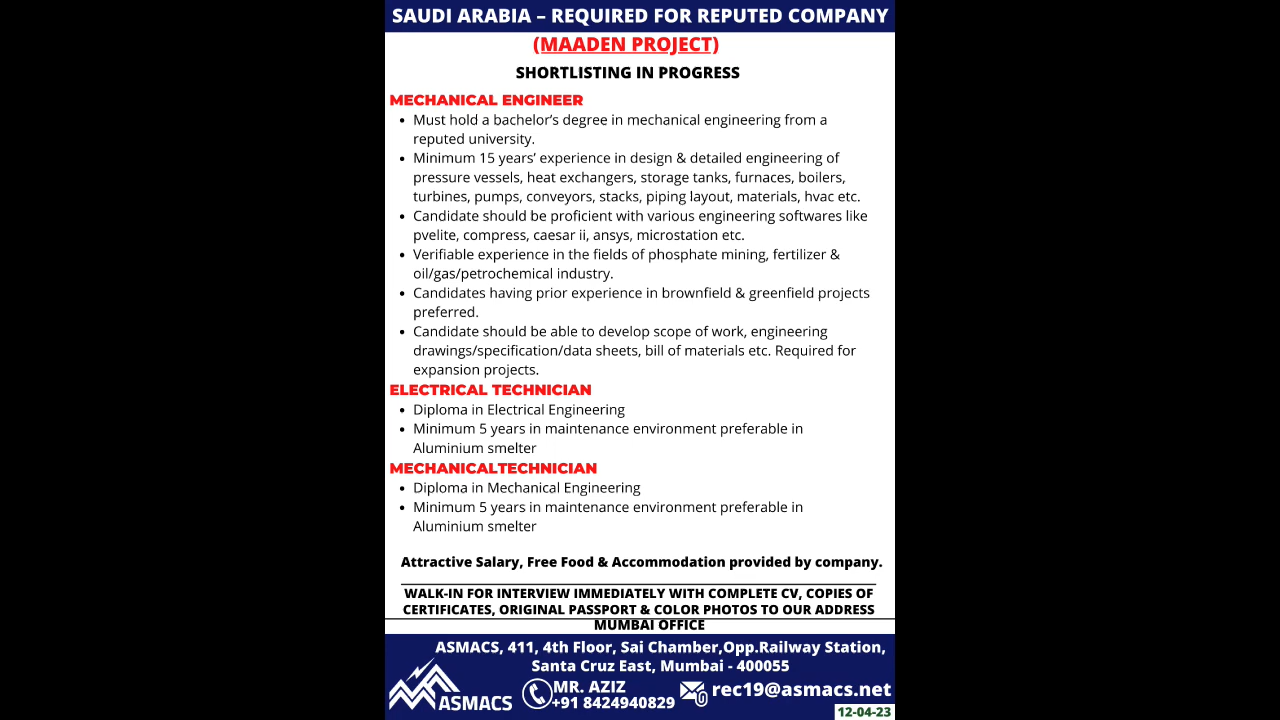 SAUDI ARABIA – REQUIRED FOR REPUTED COMPANY
(MAADEN PROJECT)
SHORTLISTING IN PROGRESS
MECHANICAL ENGINEER
• Must hold a bachelor's degree in mechanical engineering from a
reputed university.
• Minimum 15 years' experience in design & detailed engineering of
pressure vessels, heat exchangers, storage tanks, furnaces, boilers,
turbines, pumps, conveyors, stacks, piping layout, materials, hvac etc.
• Candidate should be proficient with various engineering softwares like
pvelite, compress, caesar ii, ansys, microstation etc.
• Verifiable experience in the fields of phosphate mining, fertilizer &
oil/gas/petrochemical industry.
• Candidates having prior experience in brownfield & greenfield projects
preferred.
• Candidate should be able to develop scope of work, engineering
drawings/specification/data sheets, bill of materials etc. Required for
expansion projects.
ELECTRICAL TECHNICIAN
• Diploma in Electrical Engineering
• Minimum 5 years in maintenance environment preferable in
Aluminium smelter
MECHANICALTECHNICIAN
• Diploma in Mechanical Engineering
• Minimum 5 years in maintenance environment preferable in
Aluminium smelter
Attractive Salary, Free Food & Accommodation provided by company.
WALK-IN FOR INTERVIEW IMMEDIATELY WITH COMPLETE CV, COPIES OF
CERTIFICATES, ORIGINAL PASSPORT & COLOR PHOTOS TO OUR ADDRESS
MUMBAI OFFICE
ASMACS, 411, 4th Floor, Sai Chamber,Opp.Railway Station,
Santa Cruz East, Mumbai - 400055
ASMACS
MR. AZIZ
+91 8424940829
rec19@asmacs.net
12-04-23